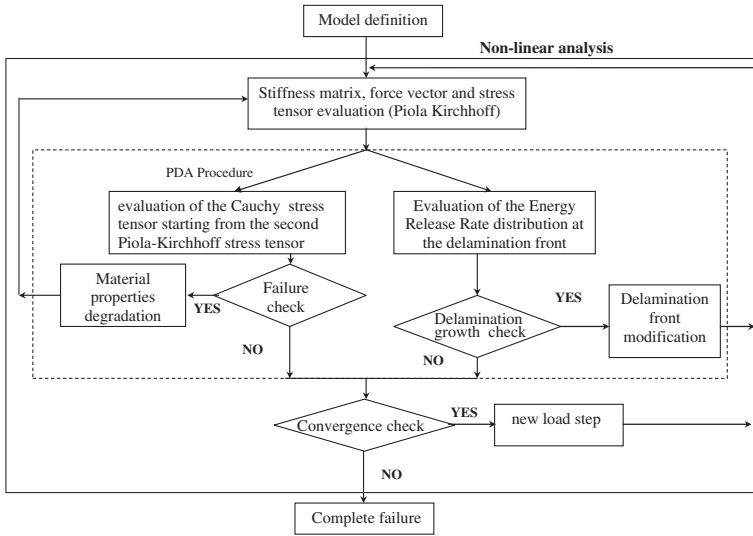 Model definition
Non-linear analysis
Stiffness matrix, force vector and stress
tensor evaluation (Piola Kirchhoff)
PDA Procedure
evaluation of the Cauchy stress
tensor starting from the second
Piola-Kirchhoff stress tensor
Evaluation of the Energy
Release Rate distribution at
the delamination front
Material
properties
degradation
YES
Failure
check
NO
Delamination
growth check
YES
NO
Delamination
front
modification
Convergence check
YES
new load step
NO
Complete failure